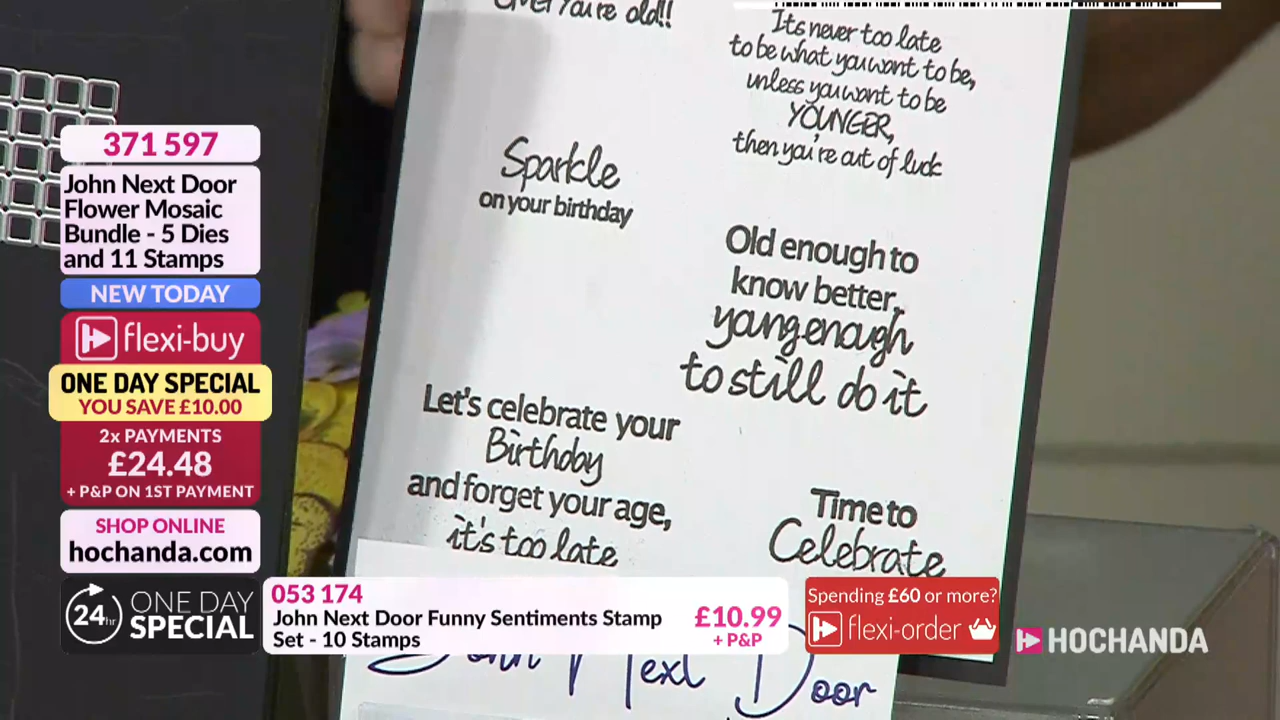 you're old!!
It's never too late
to be what you want to be,
unless you want to be
YOUNGER,
then you're out of luck
Sparkle
on your birthday
Old enough to
know better,
young enough
to still do it
Let's celebrate your
Birthday
and forget your age,
it's too late
Time to
Celebrate
John Next Door
371 597
John Next Door
Flower Mosaic
Bundle - 5 Dies
and 11 Stamps
NEW TODAY
flexi-buy
ONE DAY SPECIAL
YOU SAVE £10.00
2x PAYMENTS
£24.48
+ P&P ON 1ST PAYMENT
SHOP ONLINE
hochanda.com
24hr
ONE DAY
SPECIAL
053 174
John Next Door Funny Sentiments Stamp
Set - 10 Stamps
£10.99
+ P&P
Spending £60 or more?
flexi-order
HOCHANDA